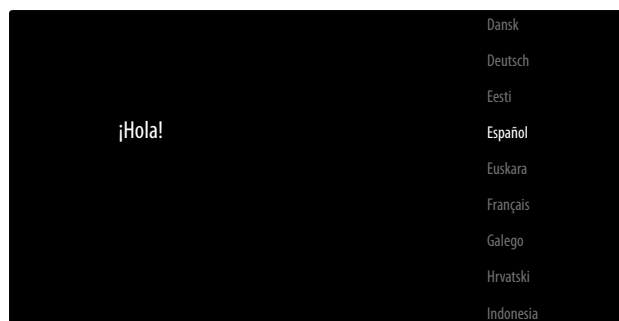 ¡Hola!
Dansk
Deutsch
Eesti
Español
Euskara
Français
Galego
Hrvatski
Indonesia